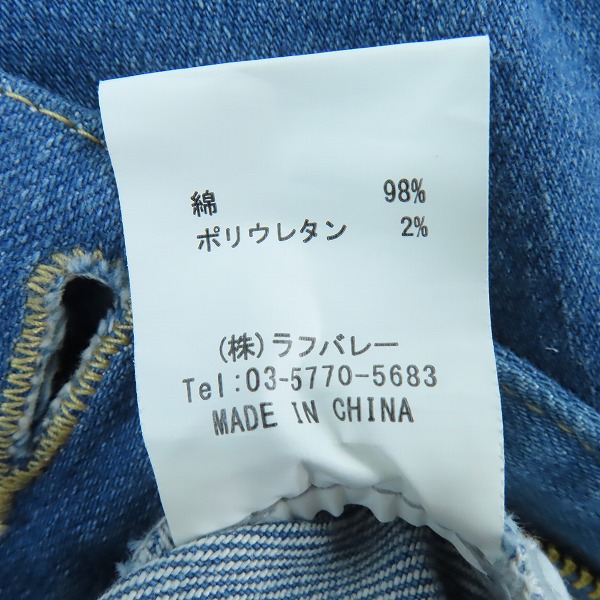 綿 98%
ポリウレタン 2%
(株)ラフバレー
Tel:03-5770-5683
MADE IN CHINA